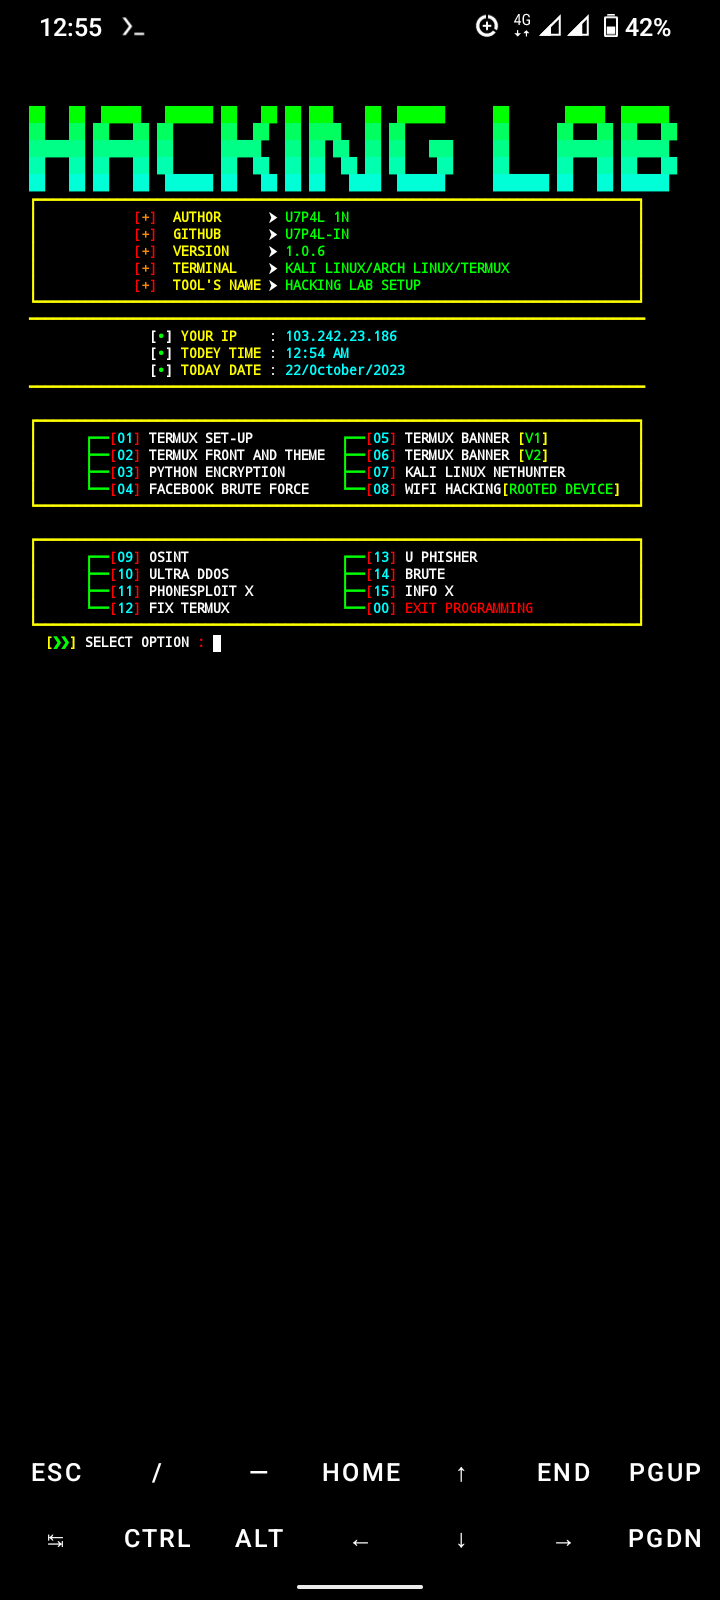 12:55 >_ 4G 42%
HACKING LAB
[+] AUTHOR ➤ U7P4L 1N
[+] GITHUB ➤ U7P4L-IN
[+] VERSION ➤ 1.0.6
[+] TERMINAL ➤ KALI LINUX/ARCH LINUX/TERMUX
[+] TOOL'S NAME ➤ HACKING LAB SETUP
[•] YOUR IP : 103.242.23.186
[•] TODEY TIME : 12:54 AM
[•] TODAY DATE : 22/October/2023
[01] TERMUX SET-UP [05] TERMUX BANNER [V1]
[02] TERMUX FRONT AND THEME [06] TERMUX BANNER [V2]
[03] PYTHON ENCRYPTION [07] KALI LINUX NETHUNTER
[04] FACEBOOK BRUTE FORCE [08] WIFI HACKING[ROOTED DEVICE]
[09] OSINT [13] U PHISHER
[10] ULTRA DDOS [14] BRUTE
[11] PHONESPLOIT X [15] INFO X
[12] FIX TERMUX [00] EXIT PROGRAMMING
[❯❯] SELECT OPTION :
ESC / — HOME ↑ END PGUP
↹ CTRL ALT ← ↓ → PGDN